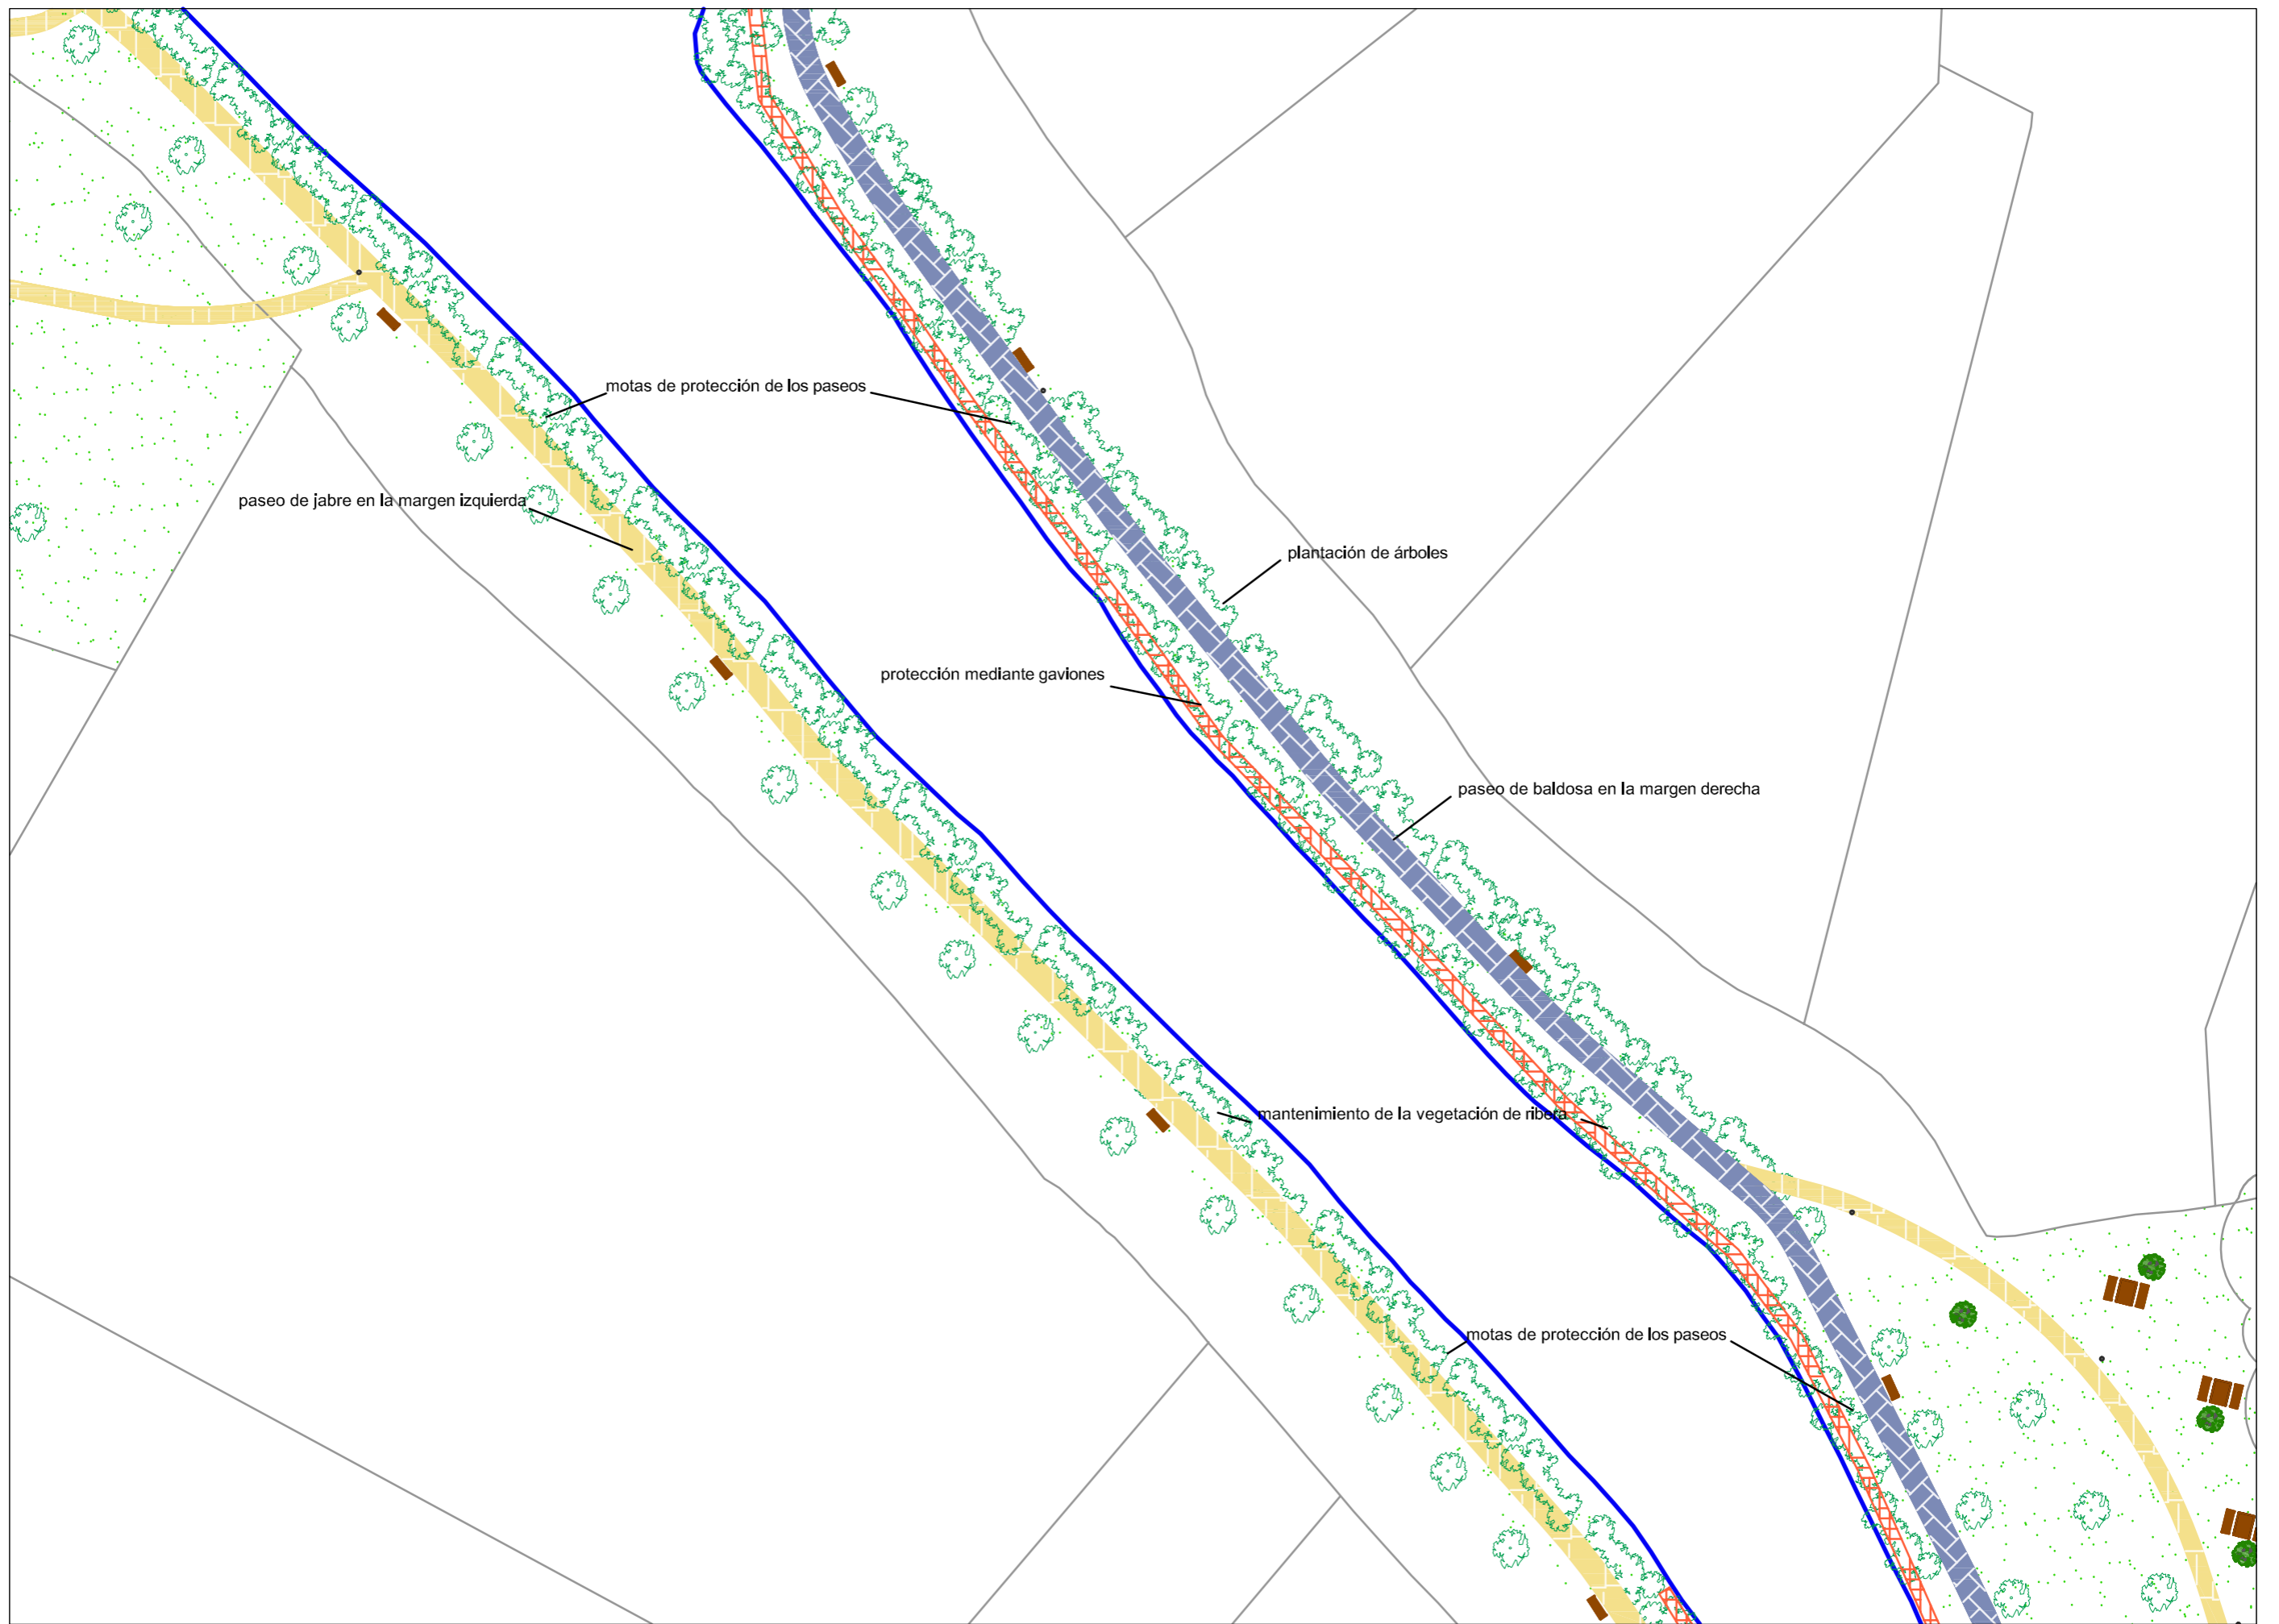 motas de protección de los paseos
paseo de jabre en la margen izquierda
plantación de árboles
protección mediante gaviones
paseo de baldosa en la margen derecha
mantenimiento de la vegetación de ribera
motas de protección de los paseos